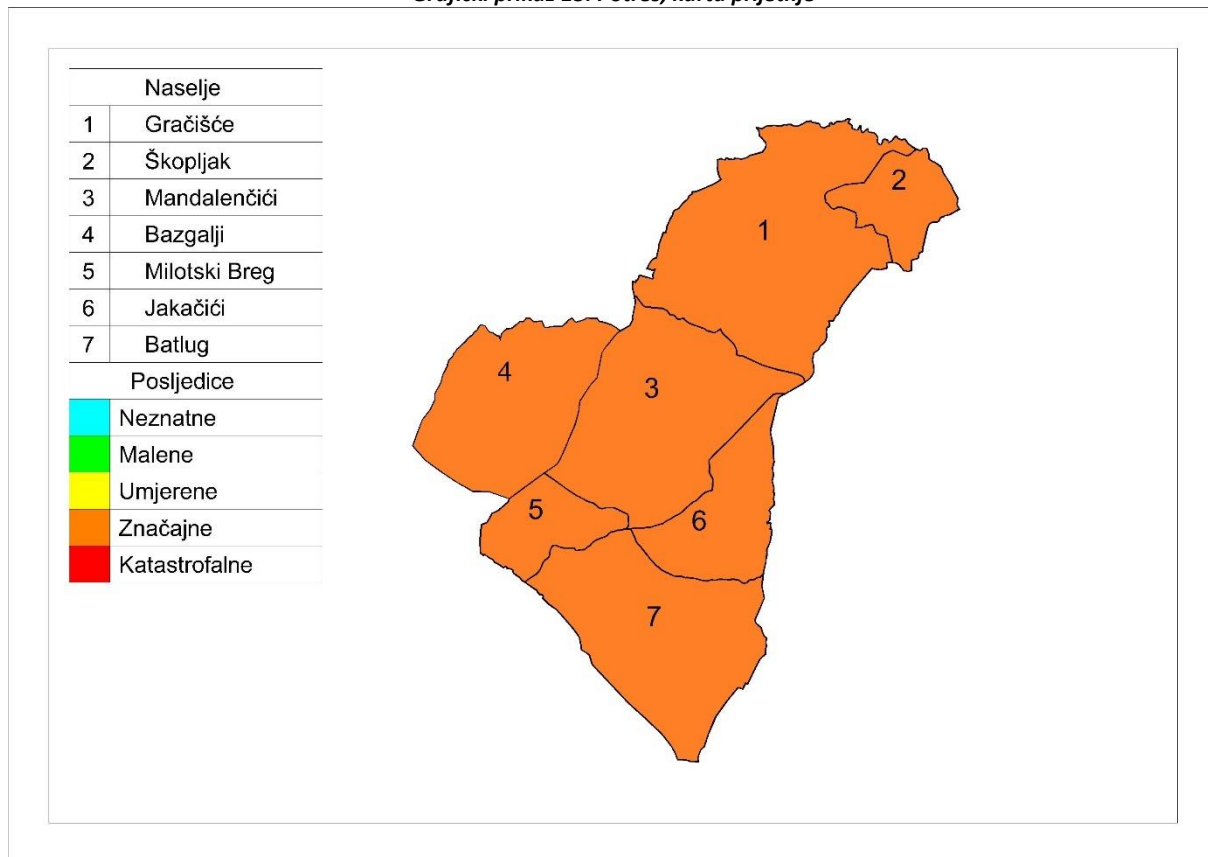 Naselje
1 Gračišće
2 Škopljak
3 Mandalenčići
4 Bazgalji
5 Milotski Breg
6 Jakačići
7 Batlug
Posljedice
Neznatne
Malene
Umjerene
Značajne
Katastrofalne
1
2
3
4
5
6
7